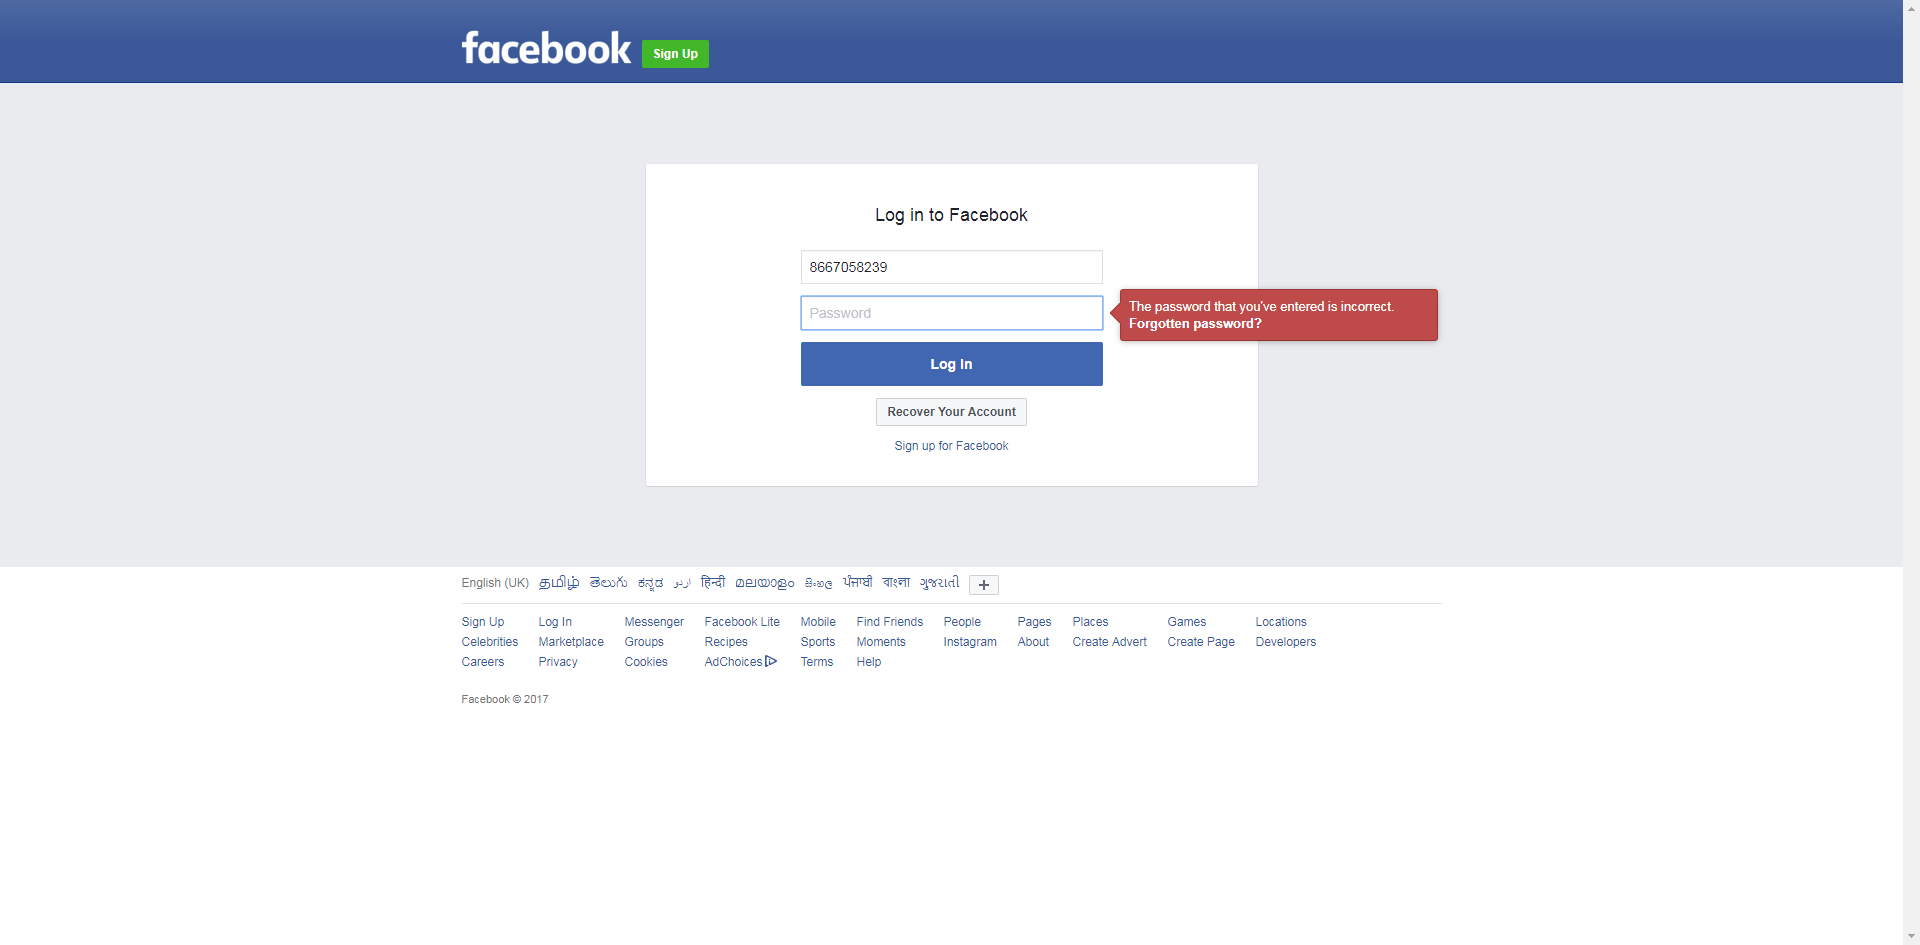 facebook Sign Up
Log in to Facebook
8667058239
Password
The password that you've entered is incorrect.
Forgotten password?
Log In
Recover Your Account
Sign up for Facebook
English (UK) தமிழ் తెలుగు ಕನ್ನಡ اردو हिन्दी മലയാളം සිංහල ਪੰਜਾਬੀ বাংলা ગુજરાતી +
Sign Up Log In Messenger Facebook Lite Mobile Find Friends People Pages Places Games Locations
Celebrities Marketplace Groups Recipes Sports Moments Instagram About Create Advert Create Page Developers
Careers Privacy Cookies AdChoices Terms Help
Facebook © 2017